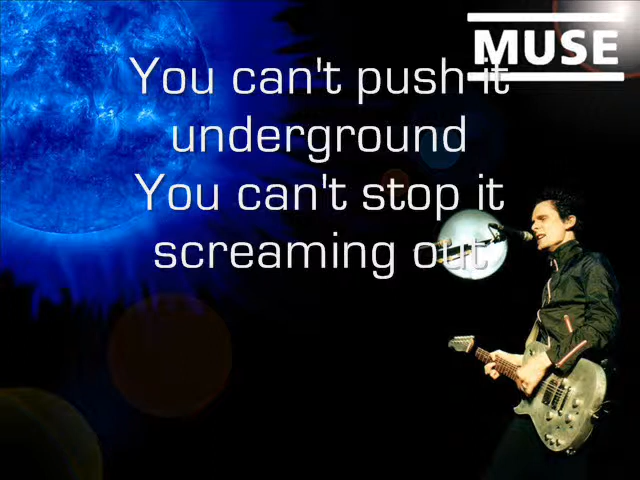 MUSE
You can't push it
underground
You can't stop it
screaming out